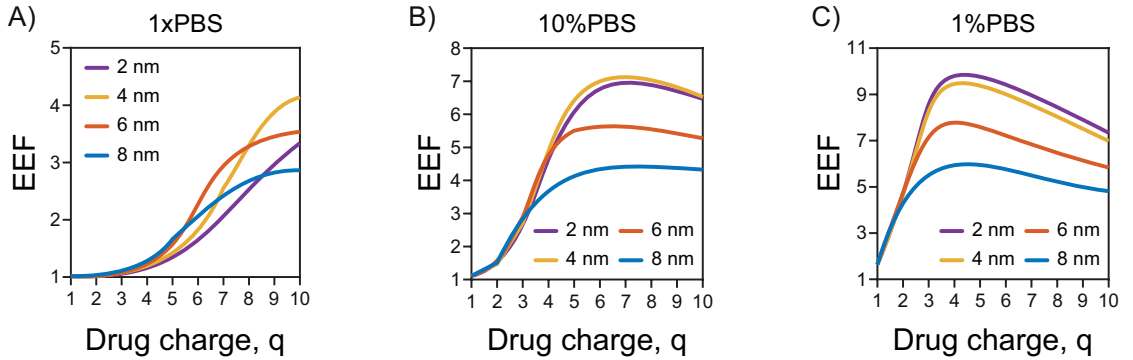 A)
1xPBS
EEF
5
4
3
2
1
2 nm
4 nm
6 nm
8 nm
1 2 3 4 5 6 7 8 9 10
Drug charge, q
B)
10%PBS
EEF
8
7
6
5
4
3
2
1
2 nm 6 nm
4 nm 8 nm
1 2 3 4 5 6 7 8 9 10
Drug charge, q
C)
1%PBS
EEF
11
9
7
5
3
1
2 nm 6 nm
4 nm 8 nm
1 2 3 4 5 6 7 8 9 10
Drug charge, q